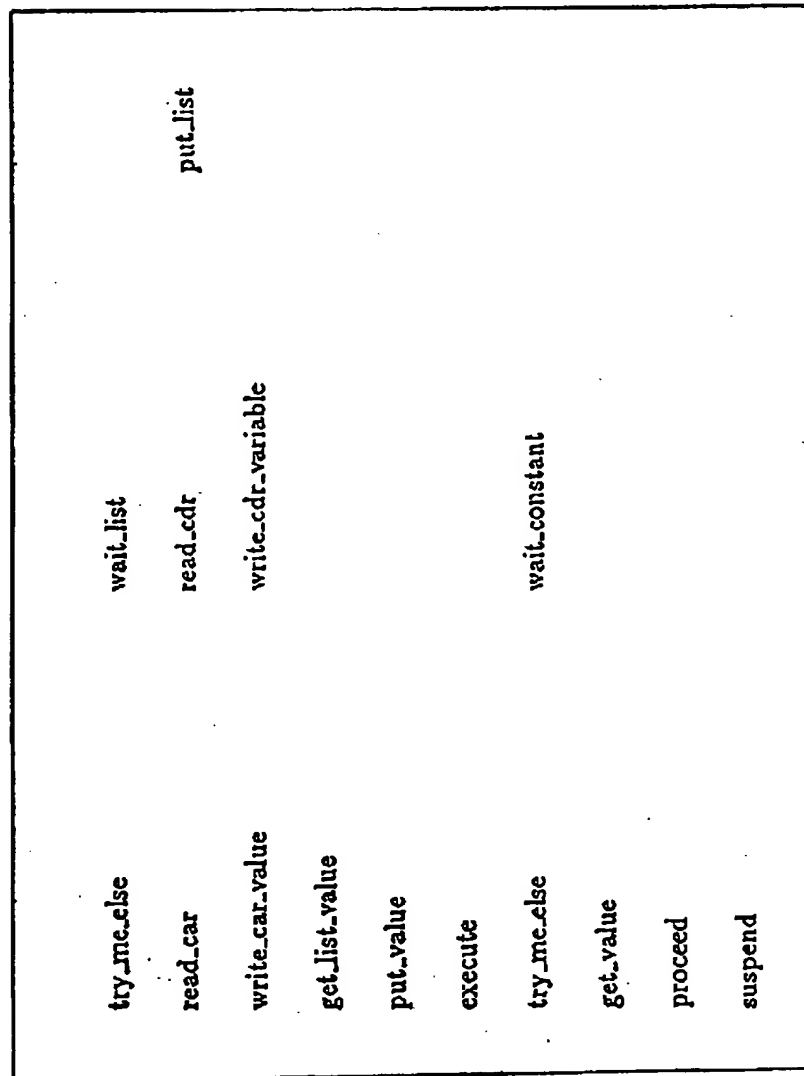 try_me_else wait_list
read_car read_cdr put_list
write_car_value write_cdr_variable
get_list_value
put_value
execute
try_me_else wait_constant
get_value
proceed
suspend